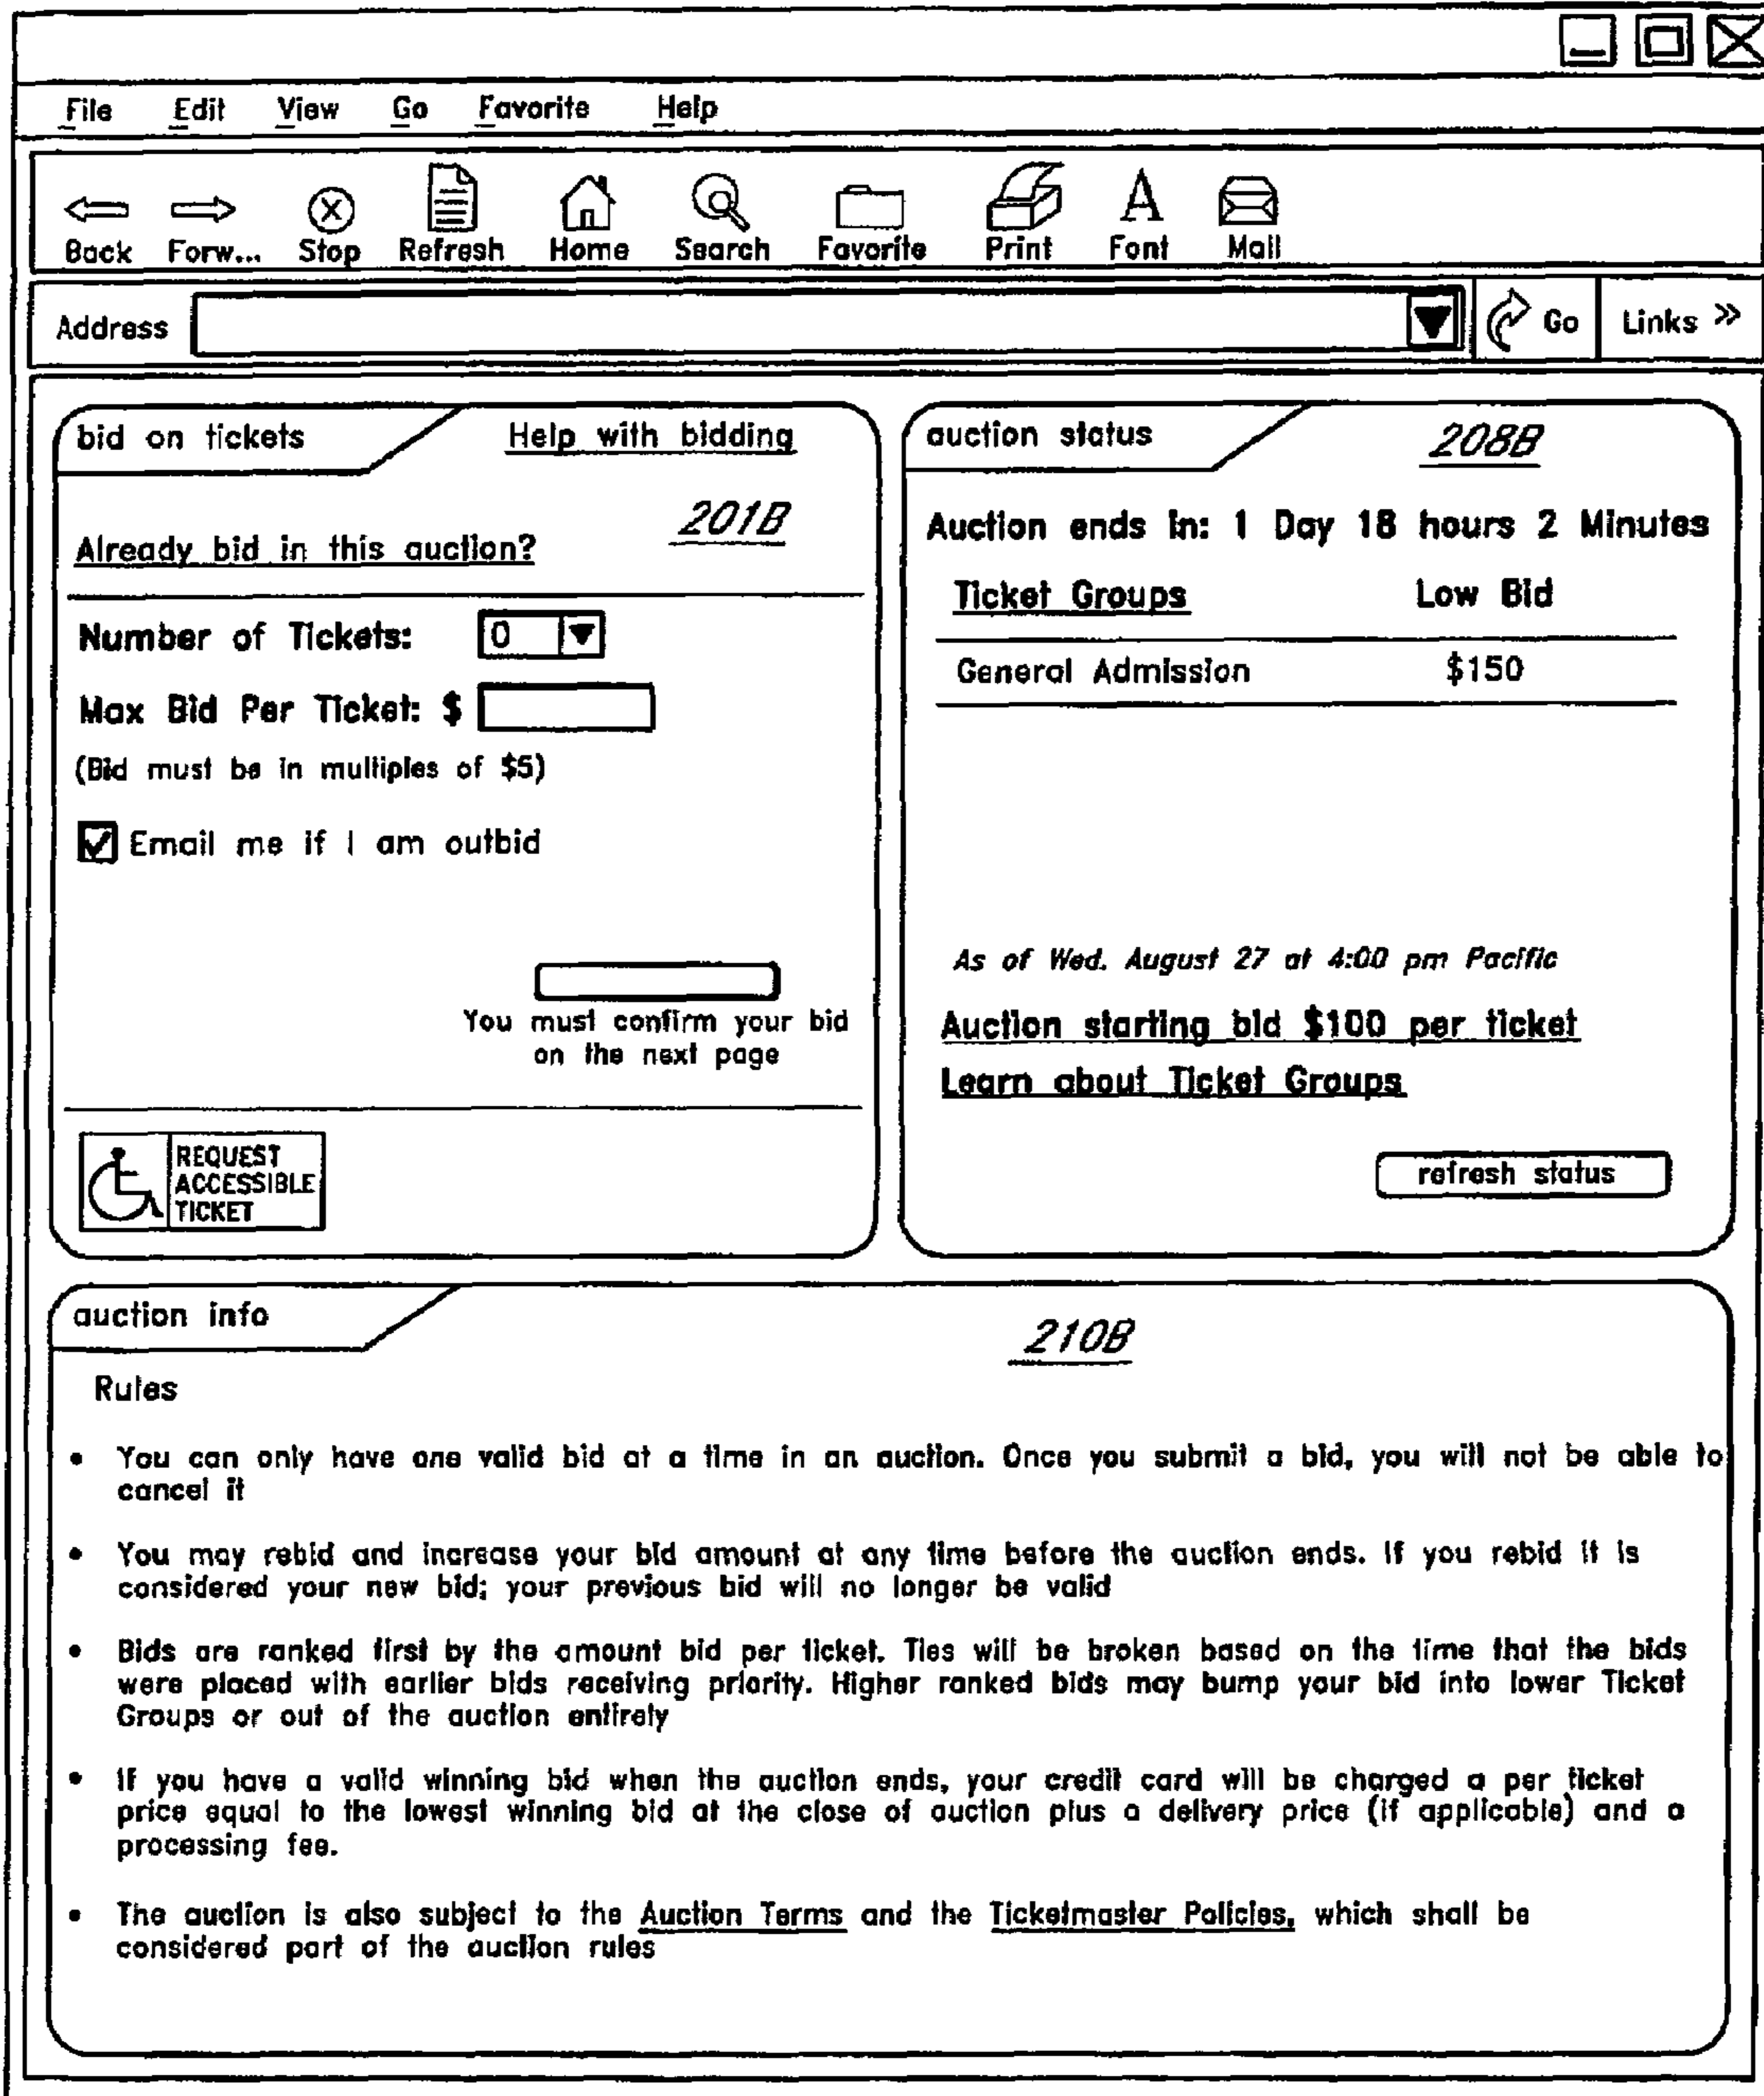 File Edit View Go Favorite Help
Back Forw... Stop Refresh Home Search Favorite Print Font Mail
Address Go Links »
bid on tickets Help with bidding
201B
Already bid in this auction?
Number of Tickets: 0
Max Bid Per Ticket: $
(Bid must be in multiples of $5)
Email me if I am outbid
You must confirm your bid
on the next page
REQUEST
ACCESSIBLE
TICKET
auction status 208B
Auction ends in: 1 Day 18 hours 2 Minutes
Ticket Groups Low Bid
General Admission $150
As of Wed. August 27 at 4:00 pm Pacific
Auction starting bid $100 per ticket
Learn about Ticket Groups
refresh status
auction info
210B
Rules
• You can only have one valid bid at a time in an auction. Once you submit a bid, you will not be able to
cancel it
• You may rebid and increase your bid amount at any time before the auction ends. If you rebid it is
considered your new bid; your previous bid will no longer be valid
• Bids are ranked first by the amount bid per ticket. Ties will be broken based on the time that the bids
were placed with earlier bids receiving priority. Higher ranked bids may bump your bid into lower Ticket
Groups or out of the auction entirely
• If you have a valid winning bid when the auction ends, your credit card will be charged a per ticket
price equal to the lowest winning bid at the close of auction plus a delivery price (if applicable) and a
processing fee.
• The auction is also subject to the Auction Terms and the Ticketmaster Policies, which shall be
considered part of the auction rules